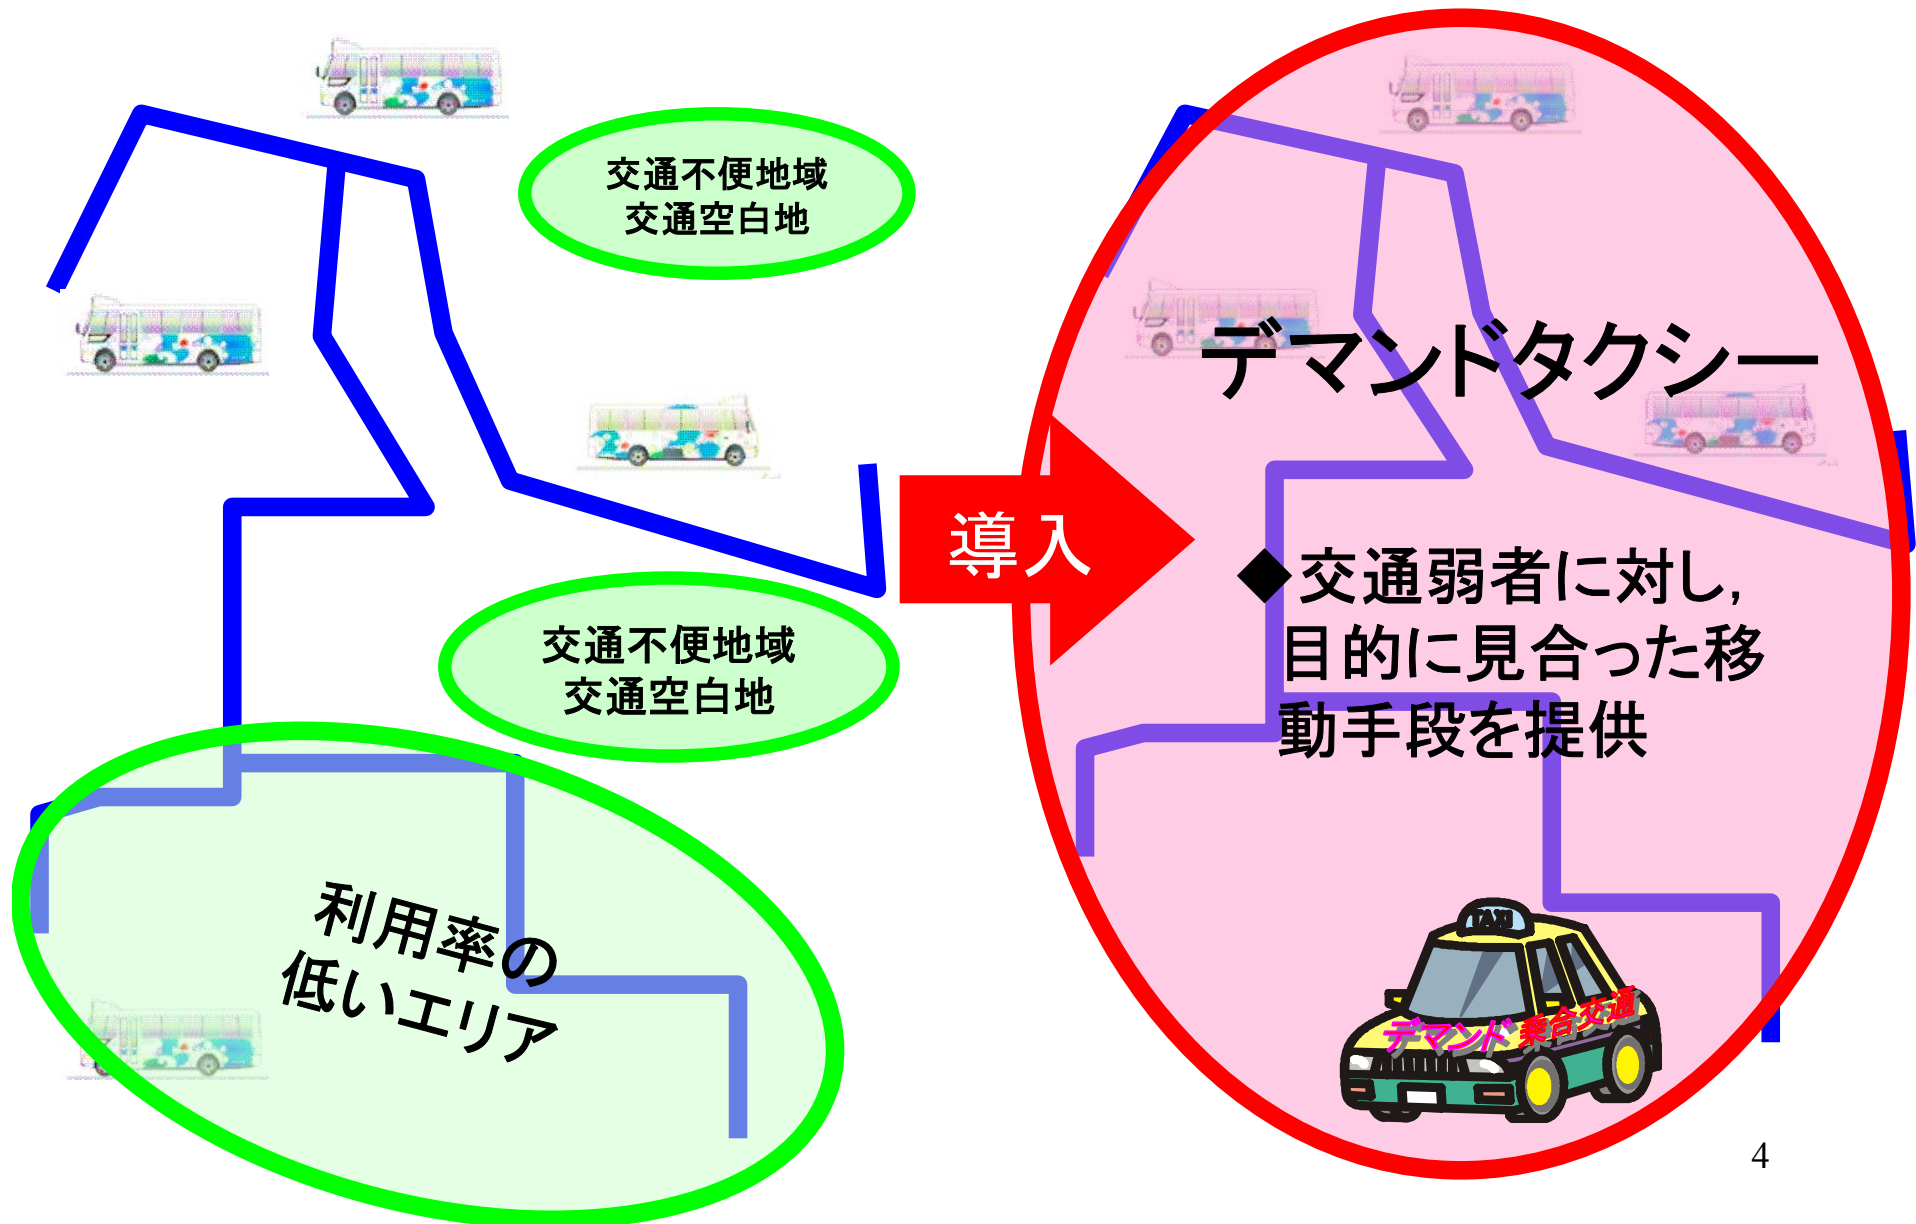 交通不便地域
交通空白地
交通不便地域
交通空白地
利用率の
低いエリア
導入
デマンドタクシー
◆交通弱者に対し,
目的に見合った移
動手段を提供
TAXI
デマンド乗合交通
4